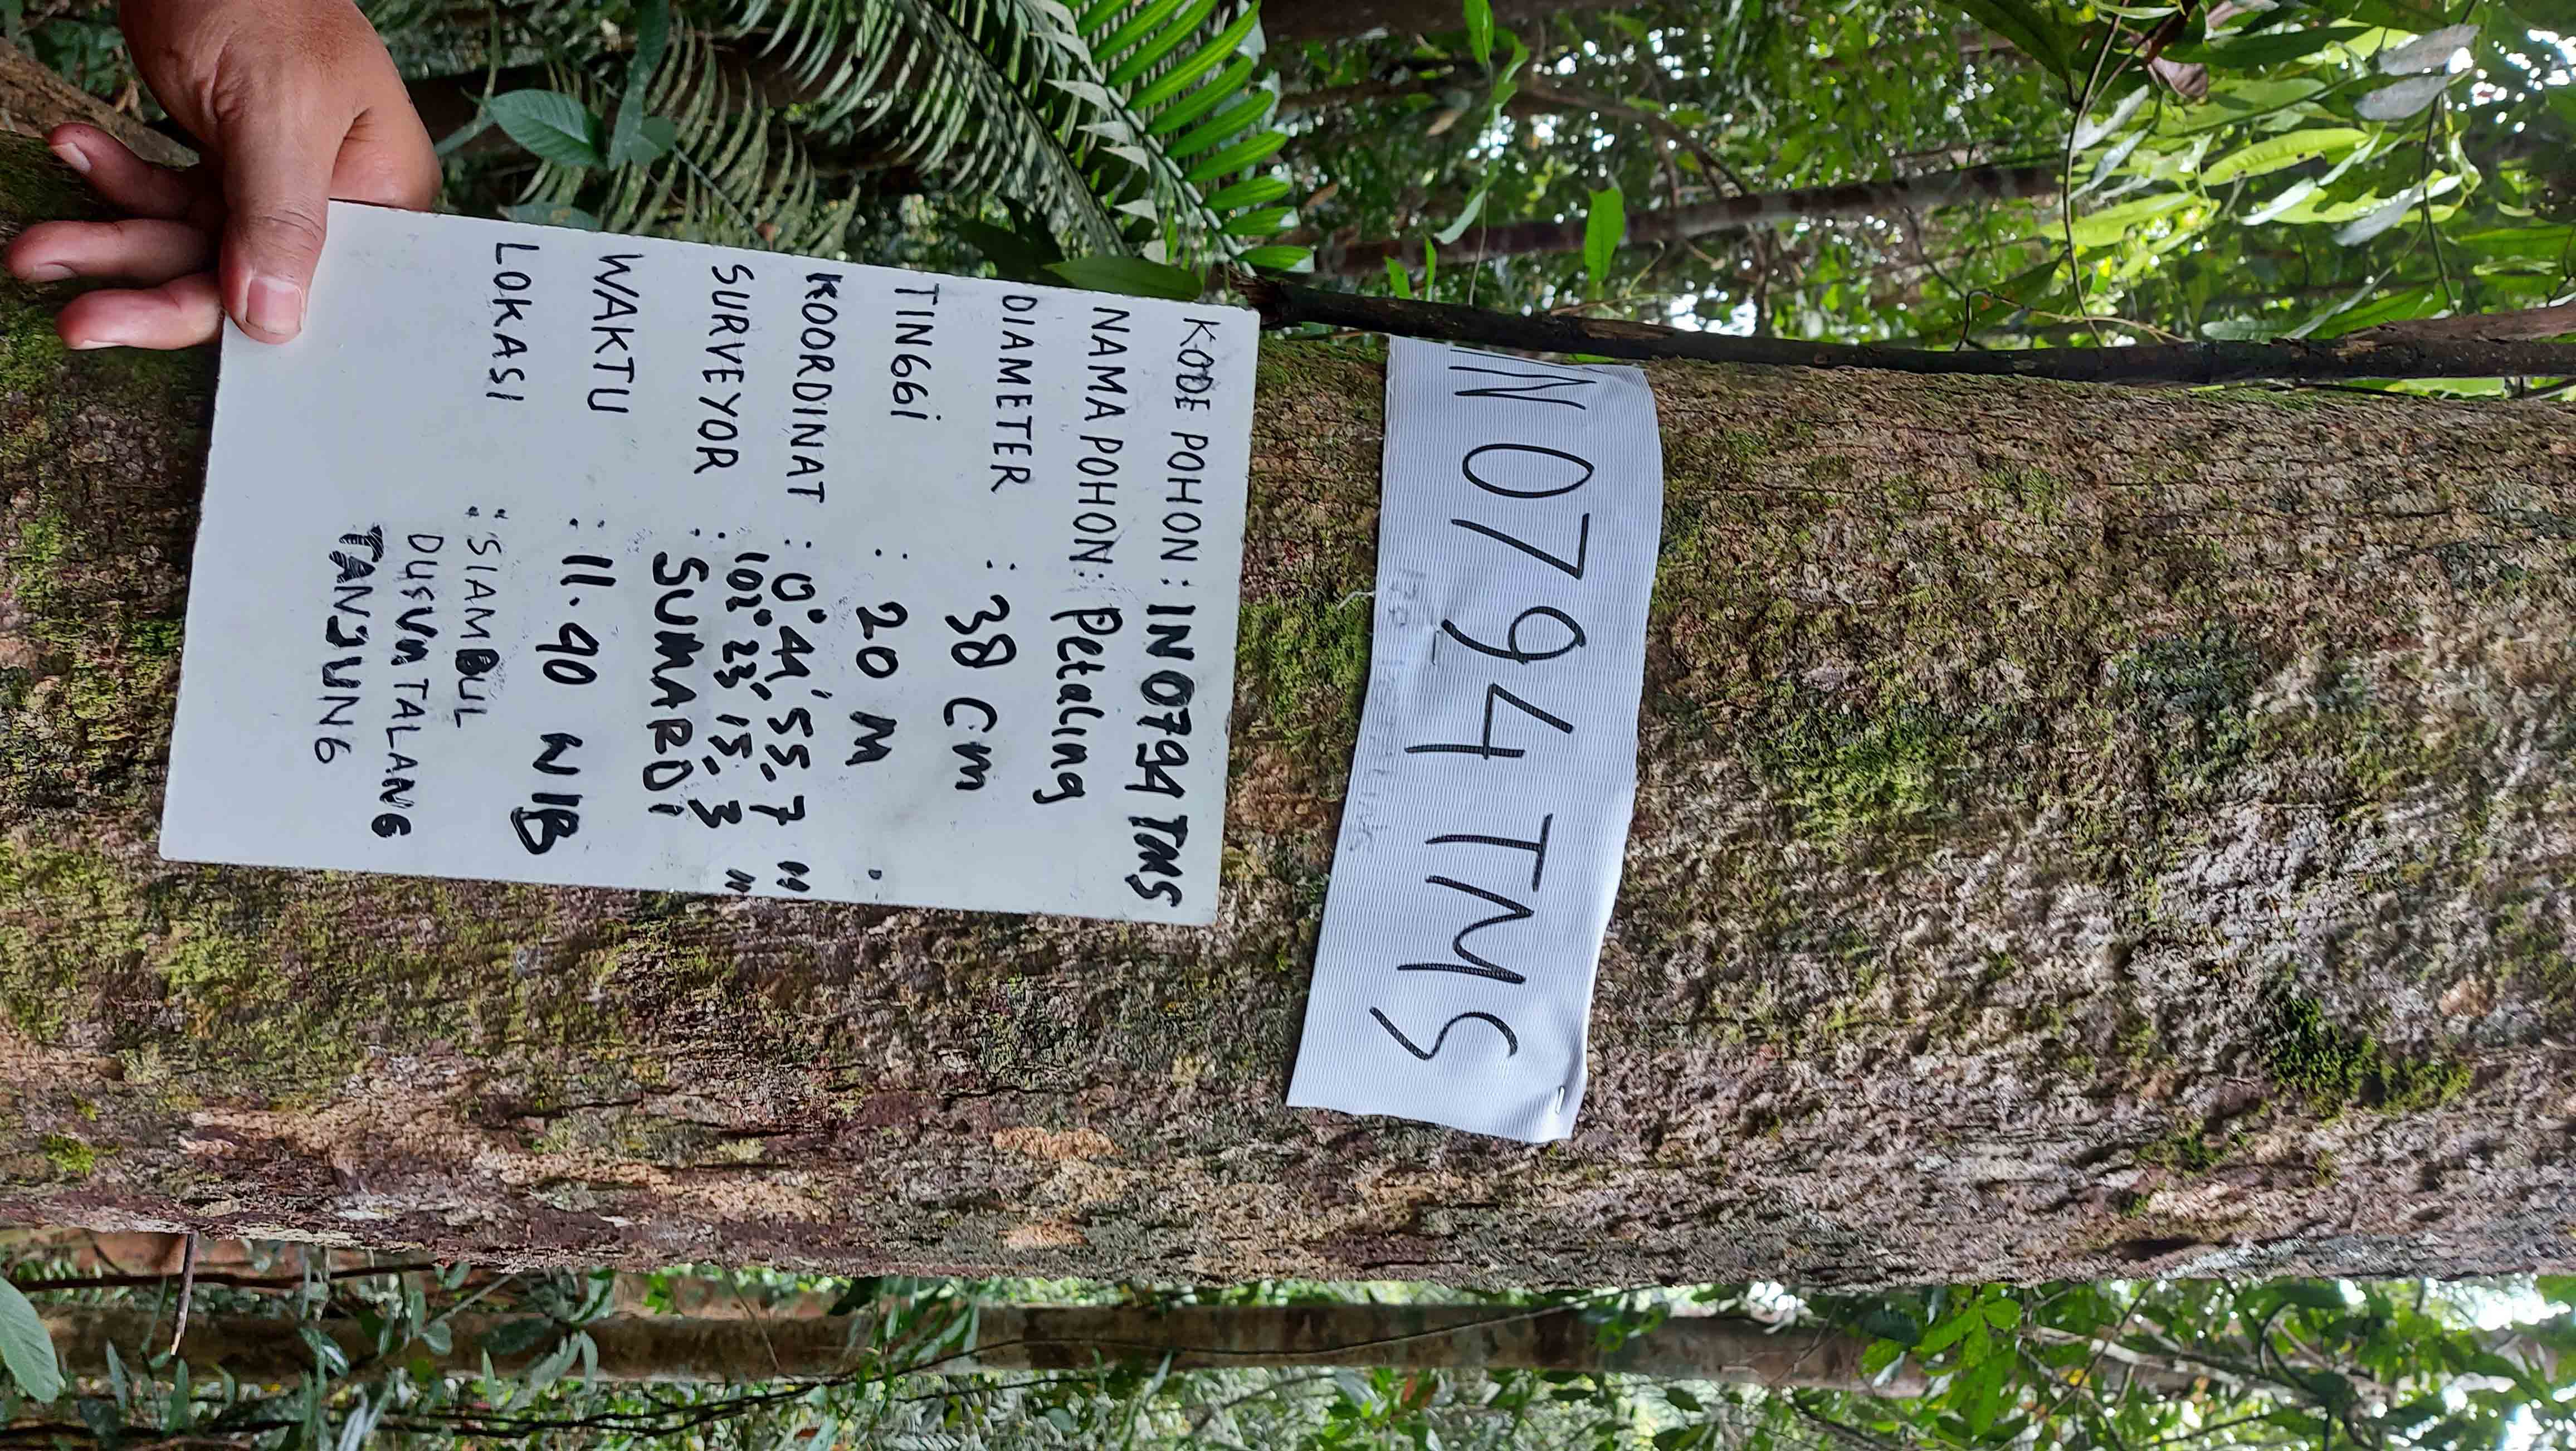 IN 0794 TMS
KODE POHON : IN 0794 TMS
NAMA POHON : Petaling
DIAMETER : 38 cm
TINGGi : 20 M
KOORDINAT : 0° 44' 55,7 "
102° 23' 15,3 "
SURVEYOR : SUMARDi
WAKTU : 11.40 WIB
LOKASI : SIAMBUL
DUSUN TALANG
TANJUNG